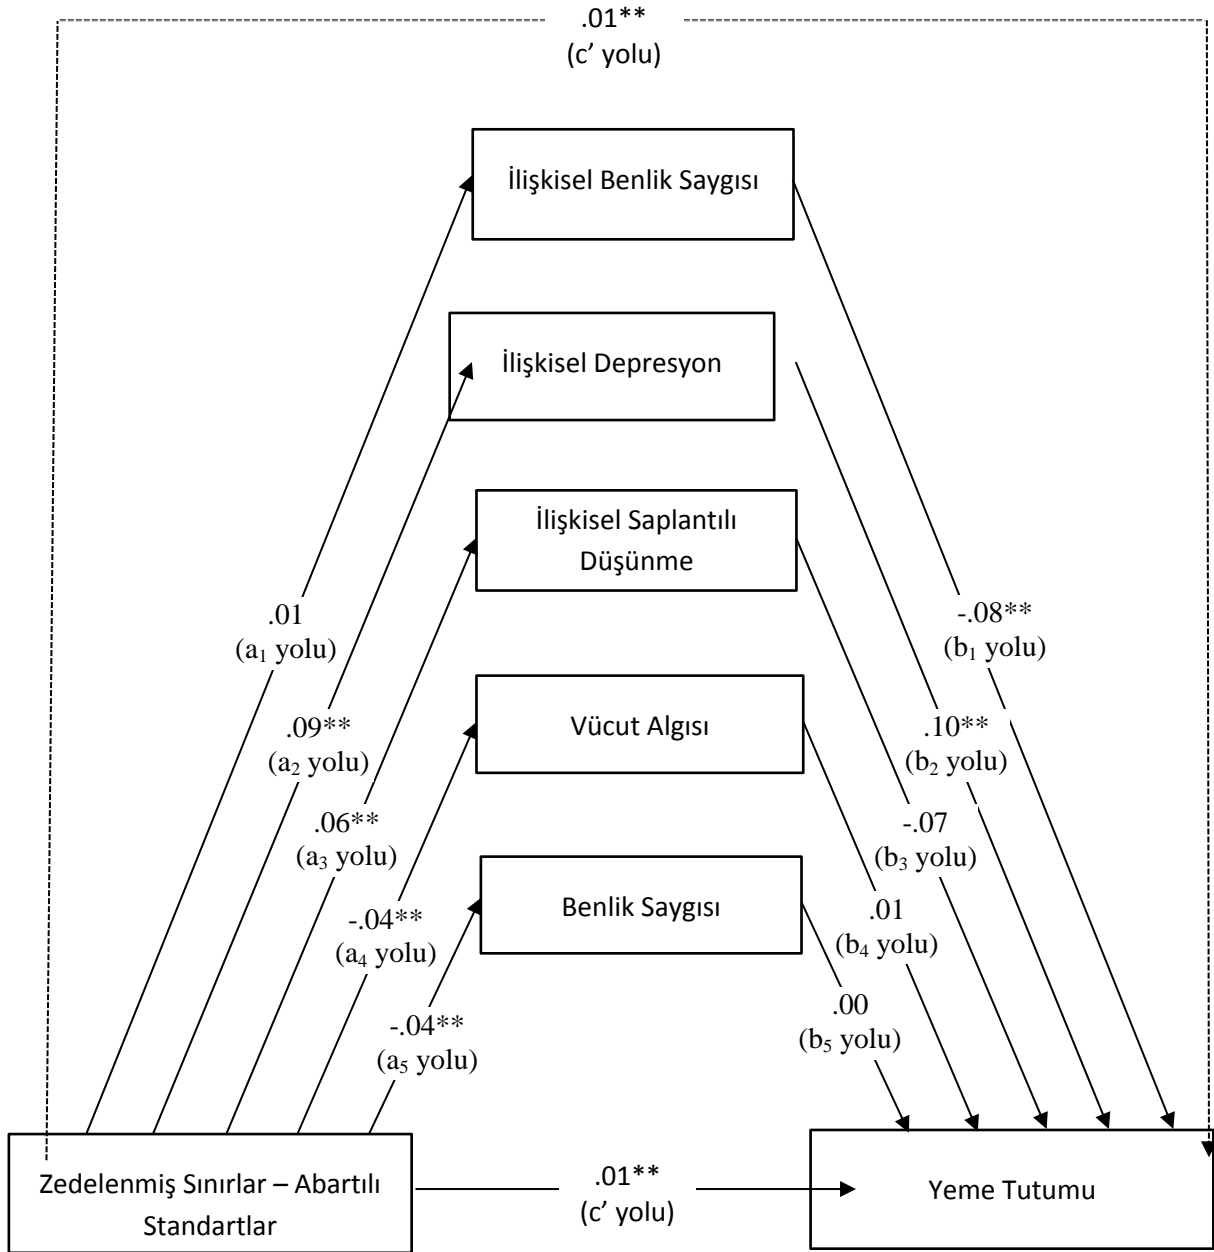 .01**
(c' yolu)
İlişkisel Benlik Saygısı
İlişkisel Depresyon
İlişkisel Saplantılı
Düşünme
.01
(a₁ yolu)
-.08**
(b₁ yolu)
Vücut Algısı
.09**
(a₂ yolu)
.10**
(b₂ yolu)
.06**
(a₃ yolu)
-.07
(b₃ yolu)
Benlik Saygısı
-.04**
(a₄ yolu)
.01
(b₄ yolu)
-.04**
(a₅ yolu)
.00
(b₅ yolu)
Zedelenmiş Sınırlar – Abartılı
Standartlar
.01**
(c' yolu)
Yeme Tutumu